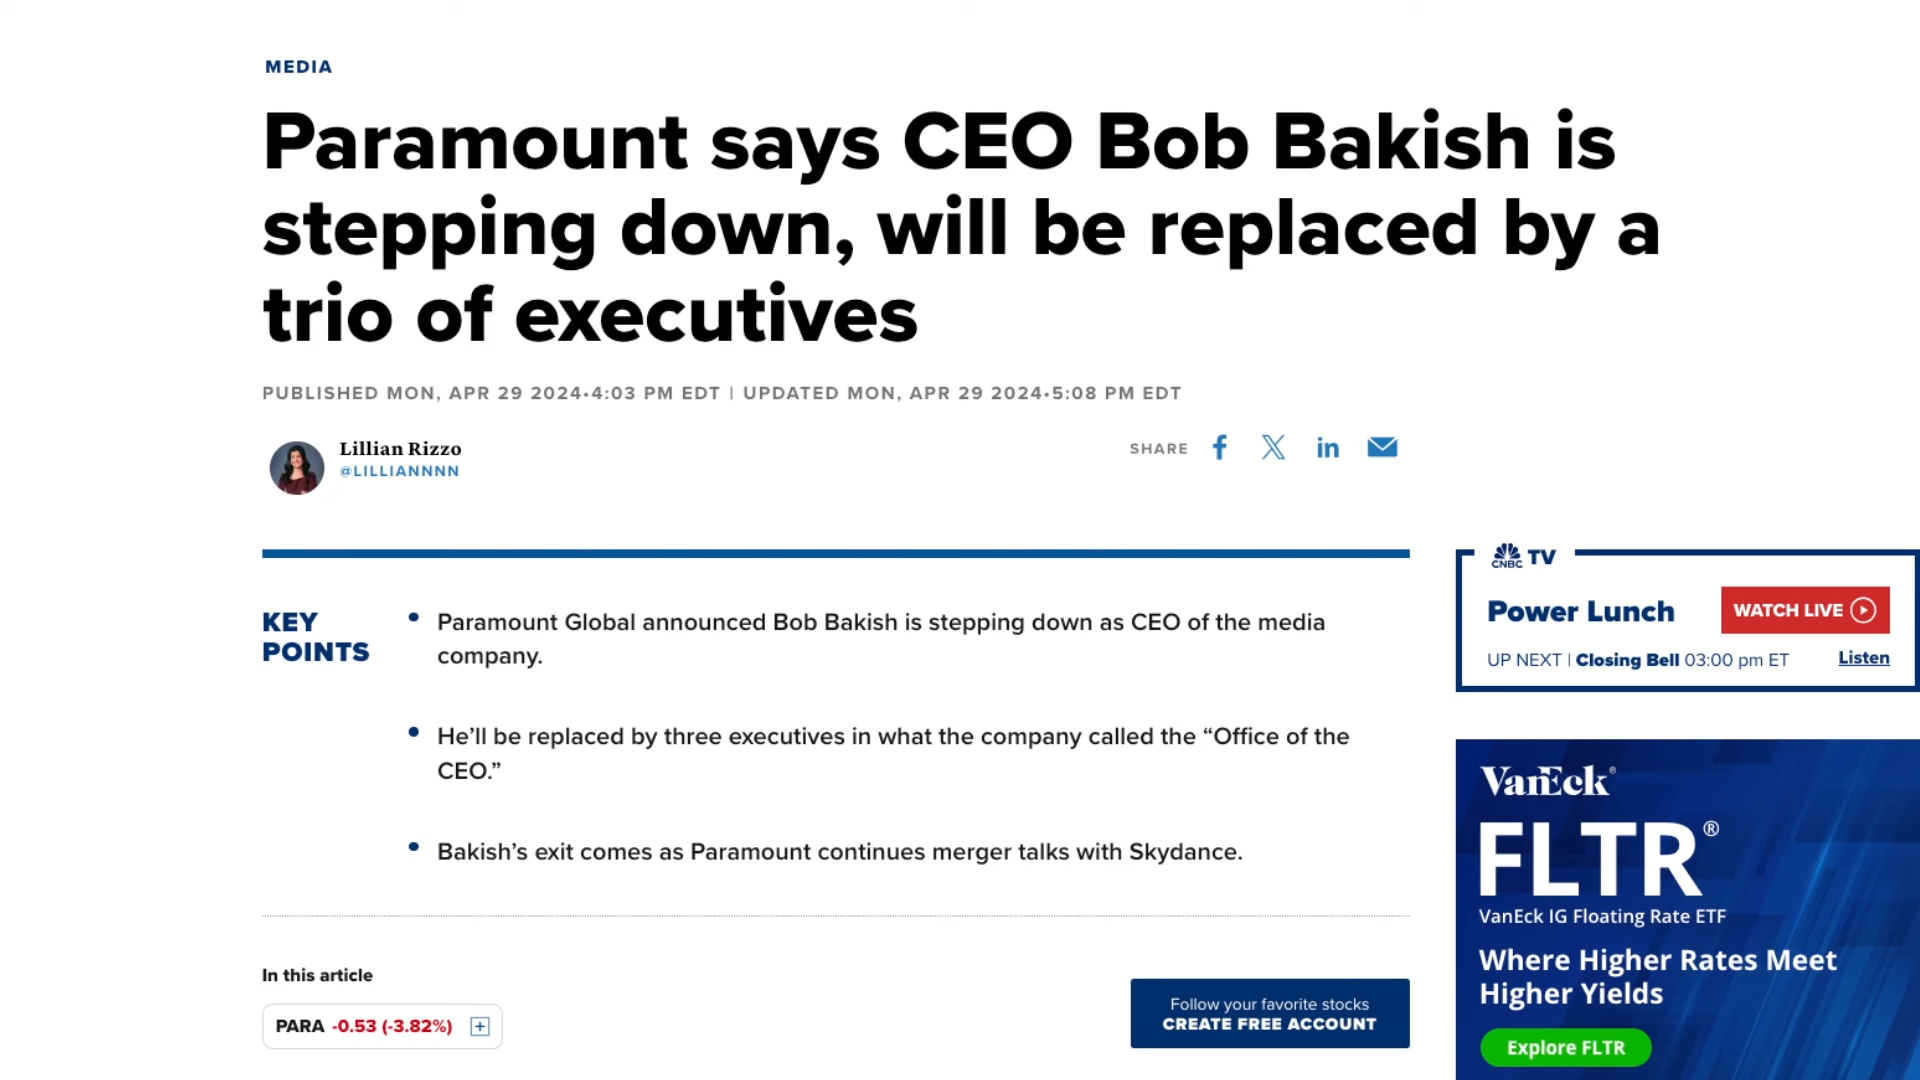 MEDIA
Paramount says CEO Bob Bakish is
stepping down, will be replaced by a
trio of executives
PUBLISHED MON, APR 29 2024•4:03 PM EDT | UPDATED MON, APR 29 2024•5:08 PM EDT
Lillian Rizzo
@LILLIANNNN
SHARE
KEY
POINTS
• Paramount Global announced Bob Bakish is stepping down as CEO of the media
company.
• He’ll be replaced by three executives in what the company called the “Office of the
CEO.”
• Bakish’s exit comes as Paramount continues merger talks with Skydance.
In this article
PARA -0.53 (-3.82%)
Follow your favorite stocks
CREATE FREE ACCOUNT
CNBC TV
Power Lunch
WATCH LIVE
UP NEXT | Closing Bell 03:00 pm ET
Listen
VanEck®
FLTR®
VanEck IG Floating Rate ETF
Where Higher Rates Meet
Higher Yields
Explore FLTR